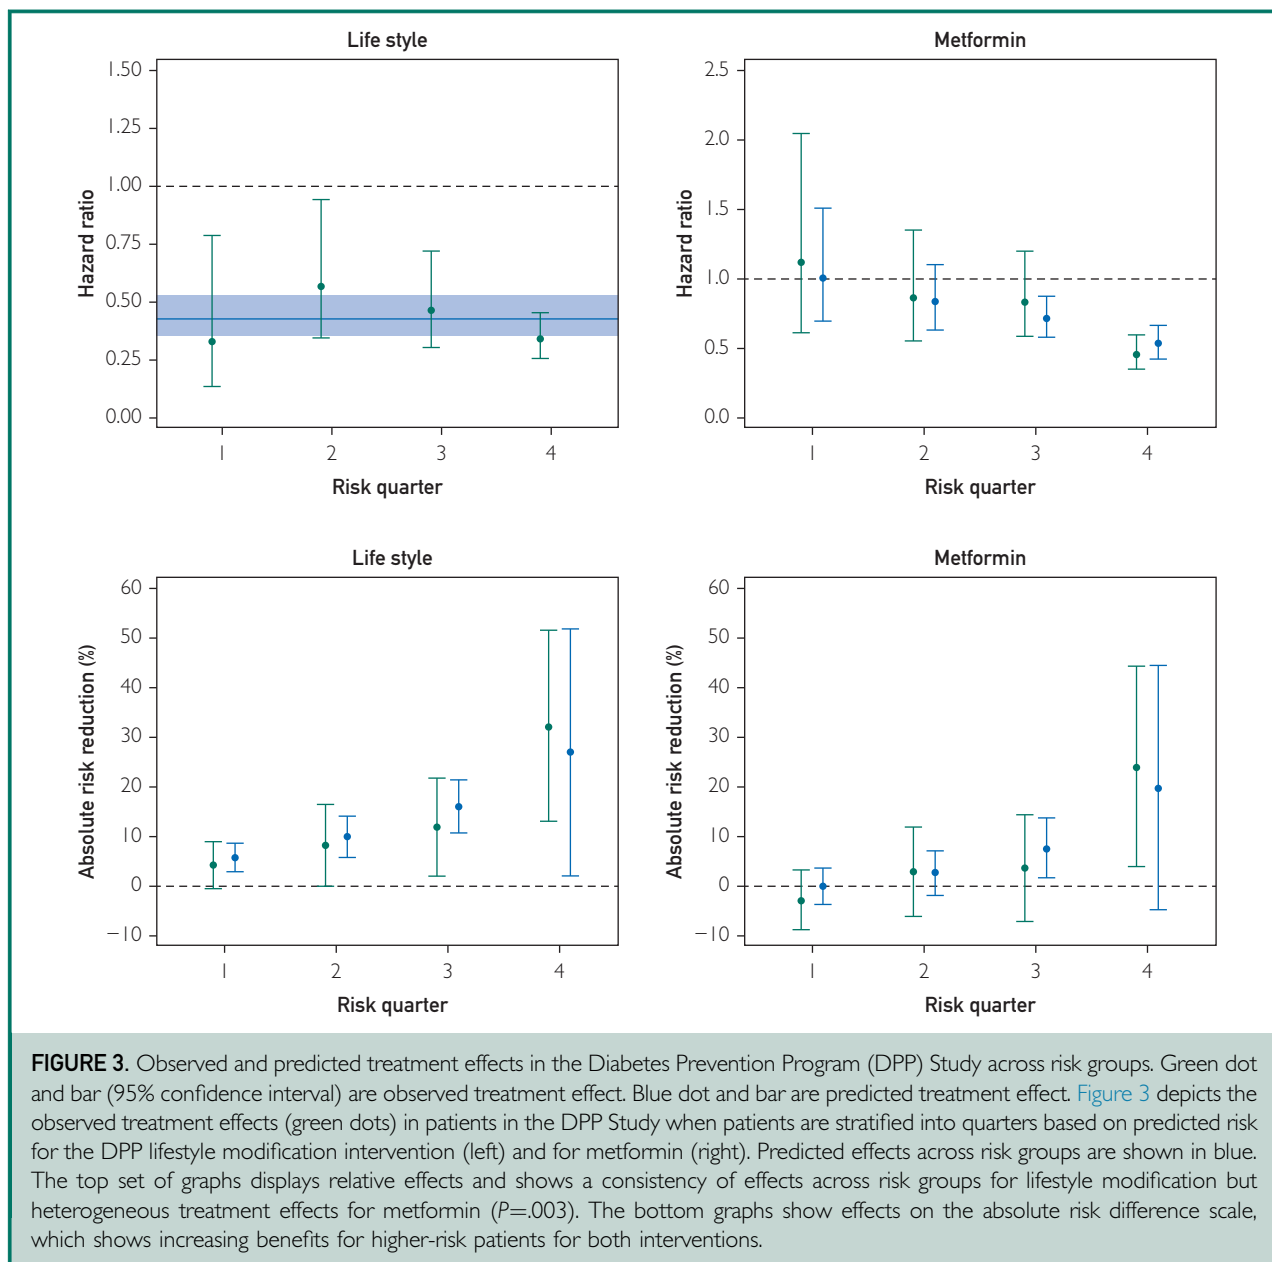 Life style
Hazard ratio
1.50
1.25
1.00
0.75
0.50
0.25
0.00
1 2 3 4
Risk quarter
Metformin
Hazard ratio
2.5
2.0
1.5
1.0
0.5
0.0
1 2 3 4
Risk quarter
Life style
Absolute risk reduction (%)
60
50
40
30
20
10
0
−10
1 2 3 4
Risk quarter
Metformin
Absolute risk reduction (%)
60
50
40
30
20
10
0
−10
1 2 3 4
Risk quarter
FIGURE 3. Observed and predicted treatment effects in the Diabetes Prevention Program (DPP) Study across risk groups. Green dot
and bar (95% confidence interval) are observed treatment effect. Blue dot and bar are predicted treatment effect. Figure 3 depicts the
observed treatment effects (green dots) in patients in the DPP Study when patients are stratified into quarters based on predicted risk
for the DPP lifestyle modification intervention (left) and for metformin (right). Predicted effects across risk groups are shown in blue.
The top set of graphs displays relative effects and shows a consistency of effects across risk groups for lifestyle modification but
heterogeneous treatment effects for metformin (P=.003). The bottom graphs show effects on the absolute risk difference scale,
which shows increasing benefits for higher-risk patients for both interventions.